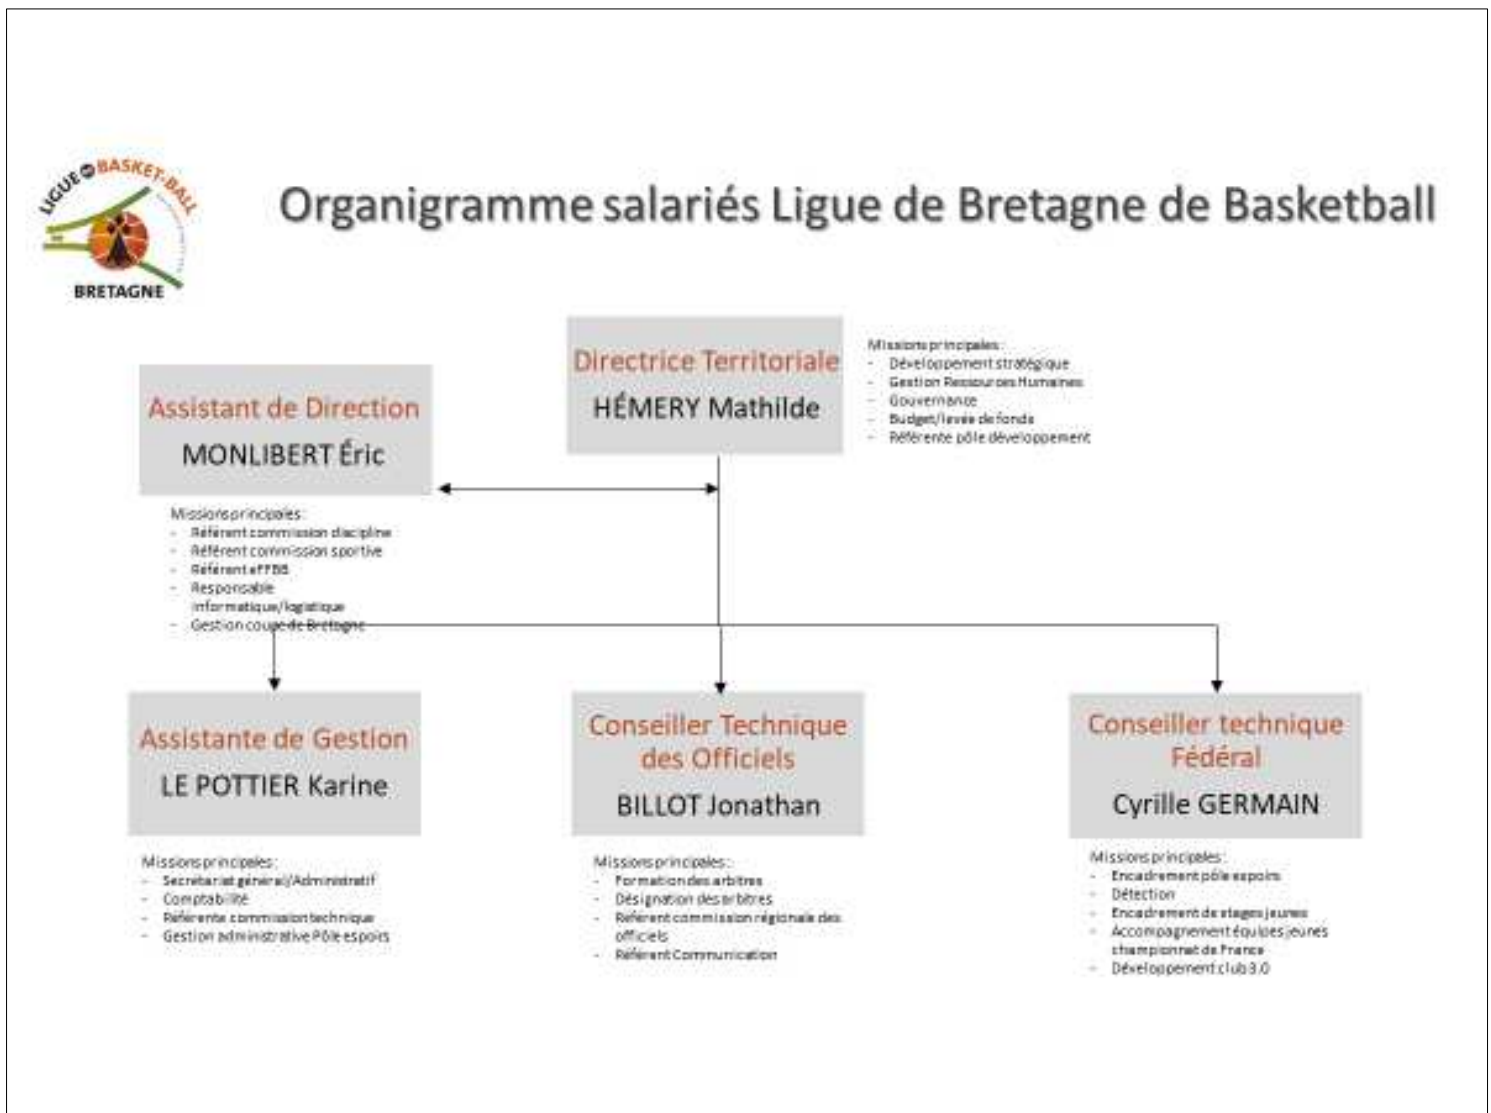 LIGUE DE BASKET-BALL
BRETAGNE
Organigramme salariés Ligue de Bretagne de Basketball
Directrice Territoriale
HÉMERY Mathilde
Missions principales :
- Développement stratégique
- Gestion Ressources Humaines
- Gouvernance
- Budget/levée de fonds
- Référente pôle développement
Assistant de Direction
MONLIBERT Éric
Missions principales :
- Référent commission discipline
- Référent commission sportive
- Référent eFFBB
- Responsable
informatique/logistique
- Gestion coupe de Bretagne
Assistante de Gestion
LE POTTIER Karine
Missions principales :
- Secrétariat général/Administratif
- Comptabilité
- Référente commission technique
- Gestion administrative Pôle espoirs
Conseiller Technique
des Officiels
BILLOT Jonathan
Missions principales :
- Formation des arbitres
- Désignation des arbitres
- Référent commission régionale des
officiels
- Référent Communication
Conseiller technique
Fédéral
Cyrille GERMAIN
Missions principales :
- Encadrement pôle espoirs
- Détection
- Encadrement de stages jeunes
- Accompagnement équipes jeunes
championnat de France
- Développement club 3.0